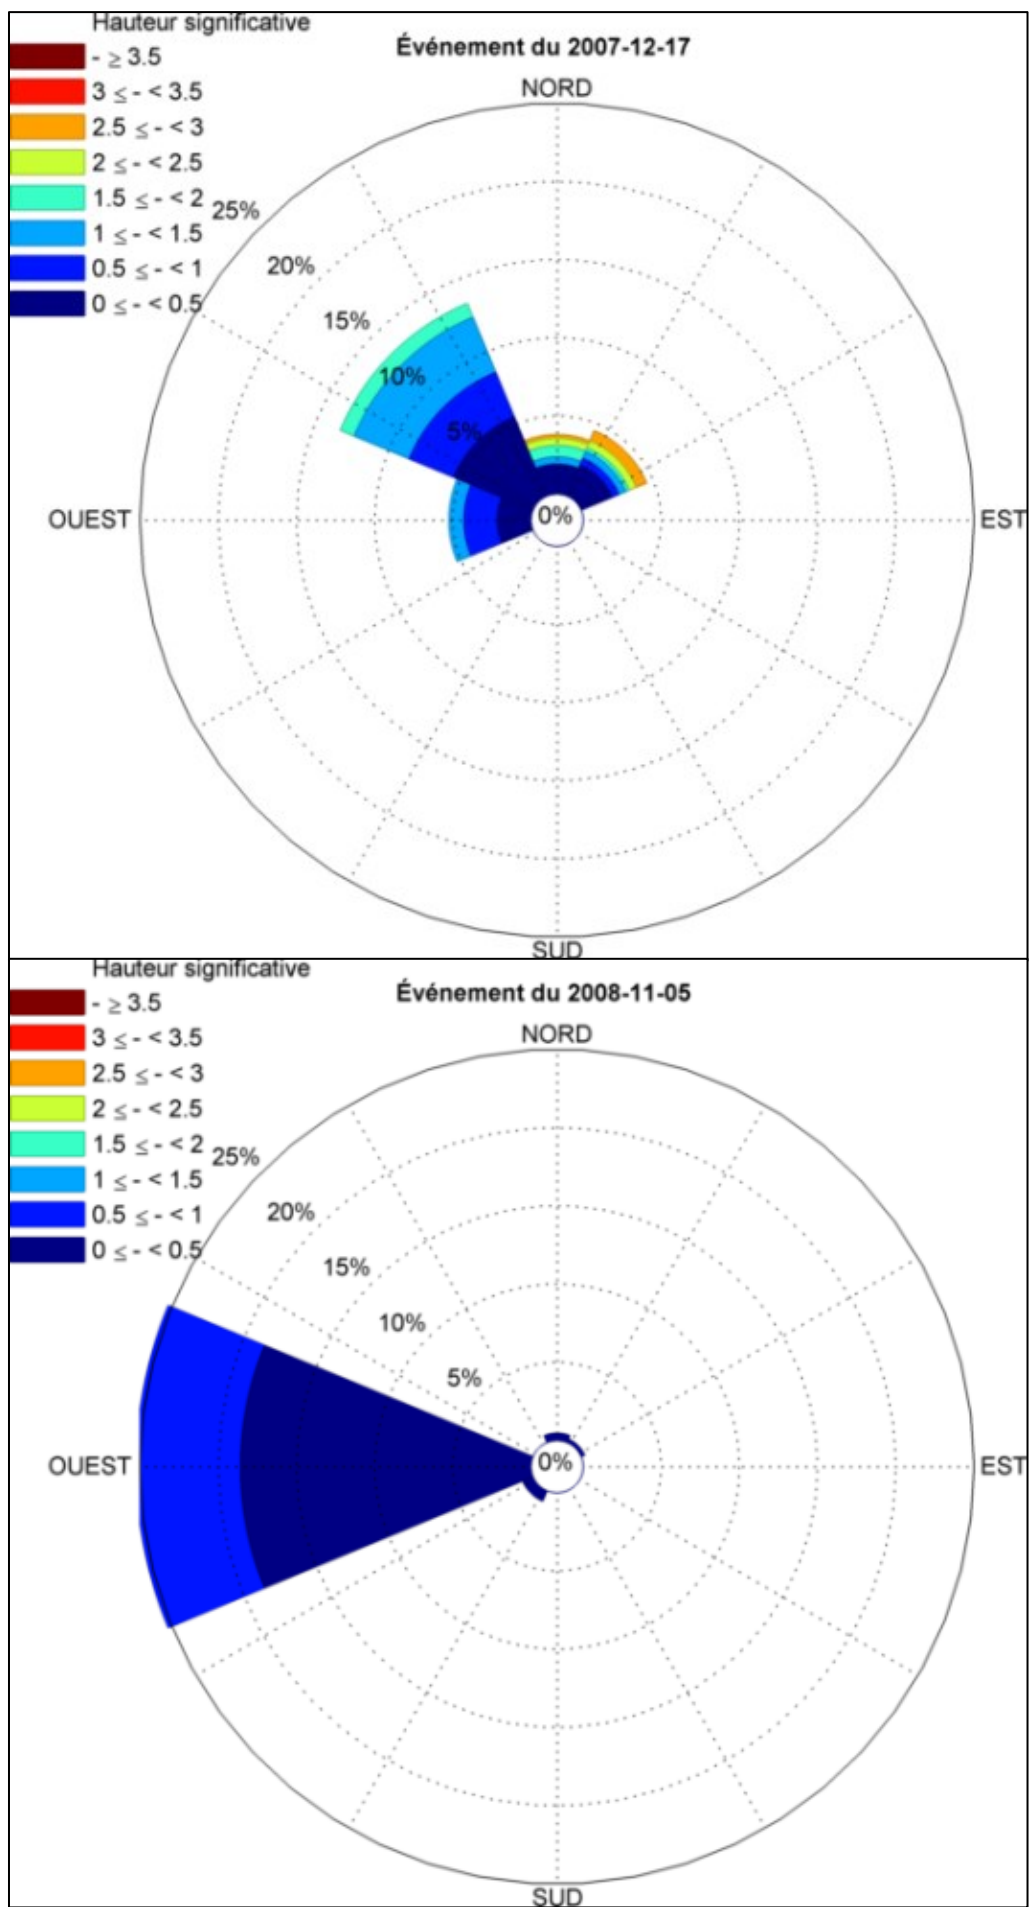 Hauteur significative
- ≥ 3.5
3 ≤ - < 3.5
2.5 ≤ - < 3
2 ≤ - < 2.5
1.5 ≤ - < 2
1 ≤ - < 1.5
0.5 ≤ - < 1
0 ≤ - < 0.5
Événement du 2007-12-17
NORD
25%
20%
15%
10%
5%
0%
OUEST
EST
SUD
Hauteur significative
- ≥ 3.5
3 ≤ - < 3.5
2.5 ≤ - < 3
2 ≤ - < 2.5
1.5 ≤ - < 2
1 ≤ - < 1.5
0.5 ≤ - < 1
0 ≤ - < 0.5
Événement du 2008-11-05
NORD
25%
20%
15%
10%
5%
0%
OUEST
EST
SUD